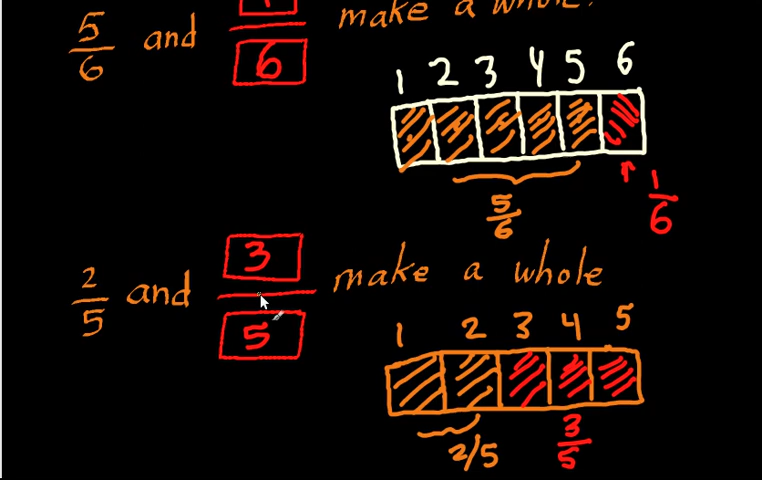 5/6 and 1/6 make a whole.
1 2 3 4 5 6
5/6
1/6
2/5 and 3/5 make a whole
1 2 3 4 5
2/5
3/5